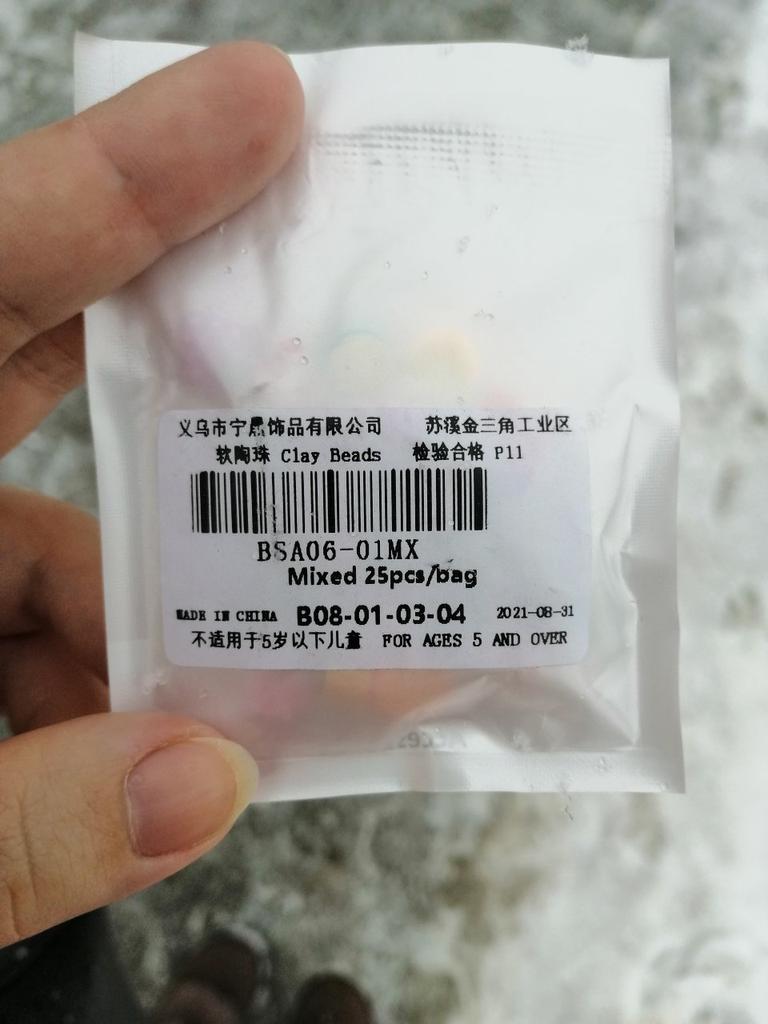 义乌市宁晨饰品有限公司 苏溪金三角工业区
软陶珠 Clay Beads 检验合格 P11
BSA06-01MX
Mixed 25pcs/bag
MADE IN CHINA B08-01-03-04 2021-08-31
不适用于5岁以下儿童 FOR AGES 5 AND OVER